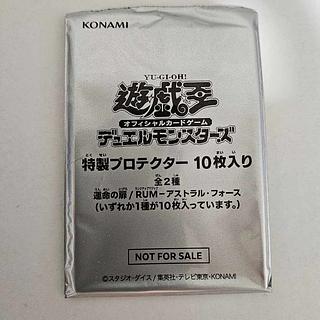 KONAMI
YU-GI-OH!
遊戯王
オフィシャルカードゲーム
デュエルモンスターズ
特製プロテクター 10枚入り
全2種
運命の扉/RUM-アストラル・フォース
(いずれか1種が10枚入っています。)
NOT FOR SALE
©スタジオ・ダイス/集英社・テレビ東京・KONAMI